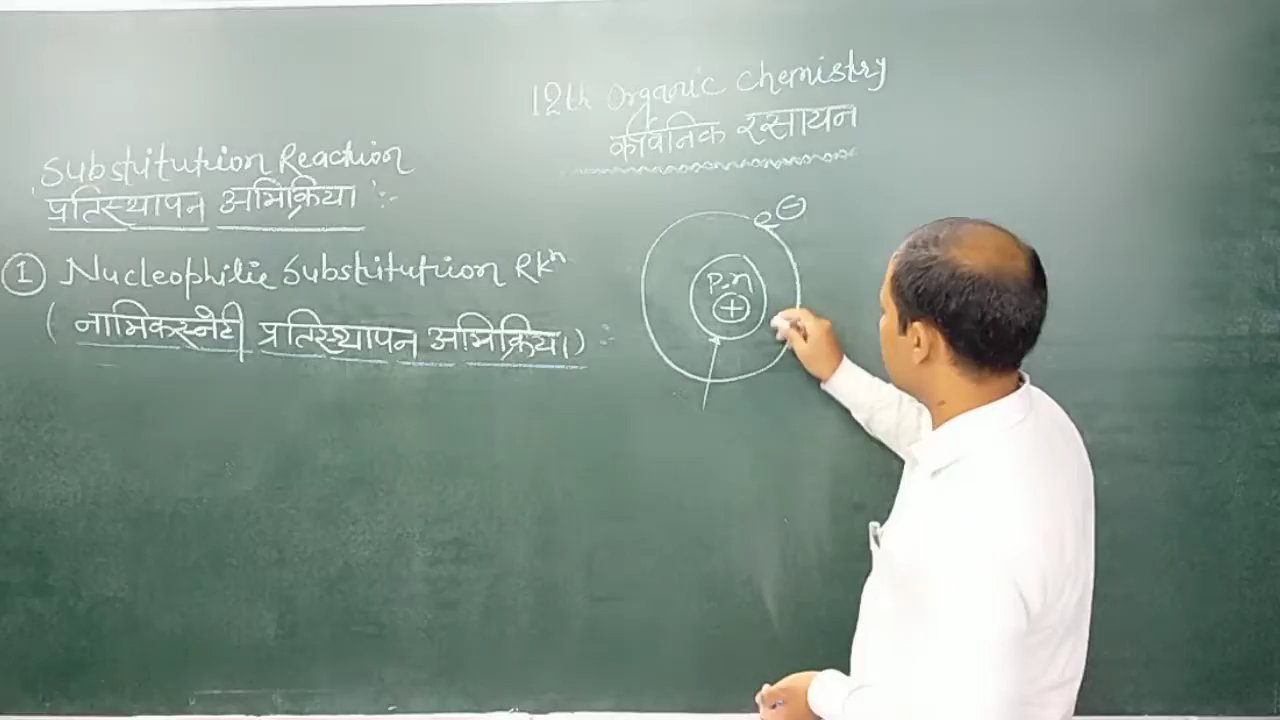 12th Organic Chemistry
कार्बनिक रसायन
Substitution Reaction
प्रतिस्थापन अभिक्रिया :-
① Nucleophilic Substitution Rkⁿ
(नाभिकस्नेही प्रतिस्थापन अभिक्रिया) :-
e⊖
P.n
⊕